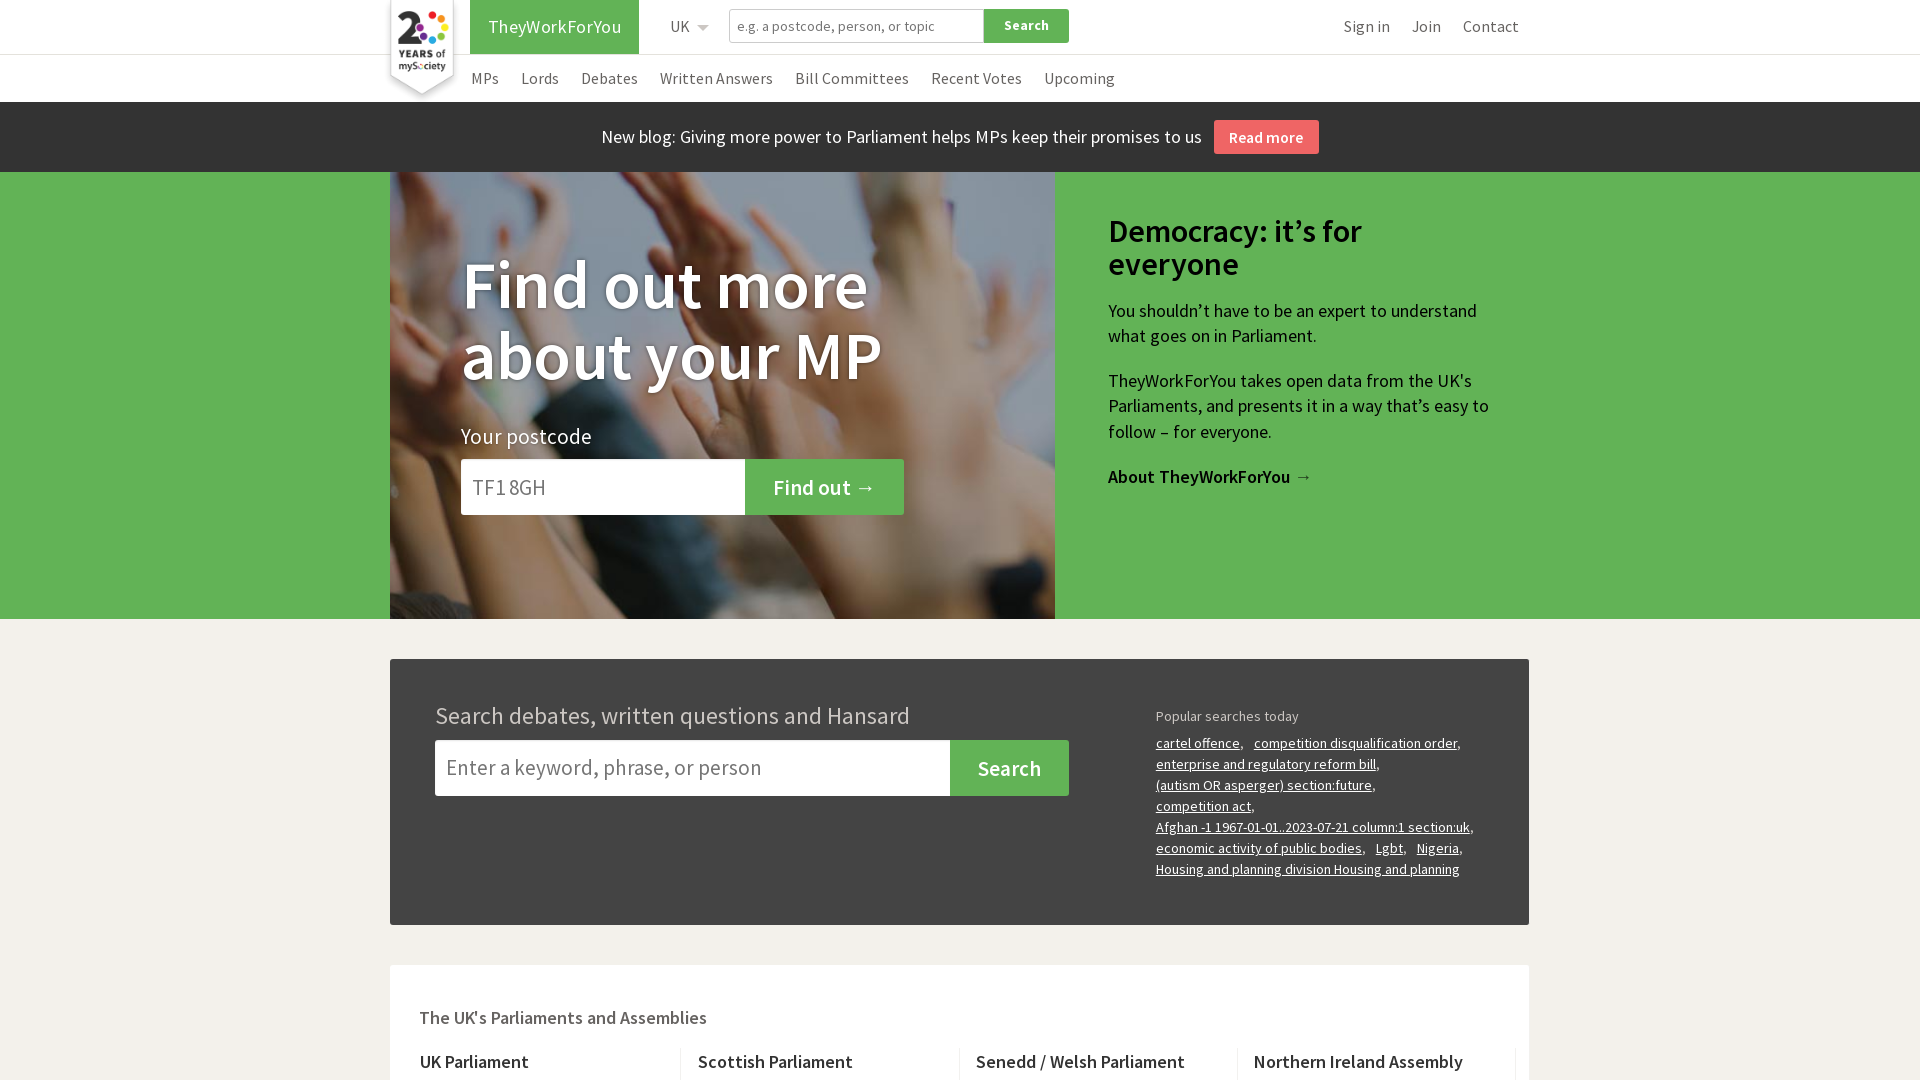 20
YEARS of
mySociety
TheyWorkForYou
UK
e.g. a postcode, person, or topic
Search
Sign in
Join
Contact
MPs
Lords
Debates
Written Answers
Bill Committees
Recent Votes
Upcoming
New blog: Giving more power to Parliament helps MPs keep their promises to us
Read more
Find out more
about your MP
Your postcode
TF1 8GH
Find out →
Democracy: it’s for
everyone
You shouldn’t have to be an expert to understand
what goes on in Parliament.
TheyWorkForYou takes open data from the UK's
Parliaments, and presents it in a way that’s easy to
follow – for everyone.
About TheyWorkForYou →
Search debates, written questions and Hansard
Enter a keyword, phrase, or person
Search
Popular searches today
cartel offence, competition disqualification order,
enterprise and regulatory reform bill,
(autism OR asperger) section:future,
competition act,
Afghan -1 1967-01-01..2023-07-21 column:1 section:uk,
economic activity of public bodies, Lgbt, Nigeria,
Housing and planning division Housing and planning
The UK's Parliaments and Assemblies
UK Parliament
Scottish Parliament
Senedd / Welsh Parliament
Northern Ireland Assembly